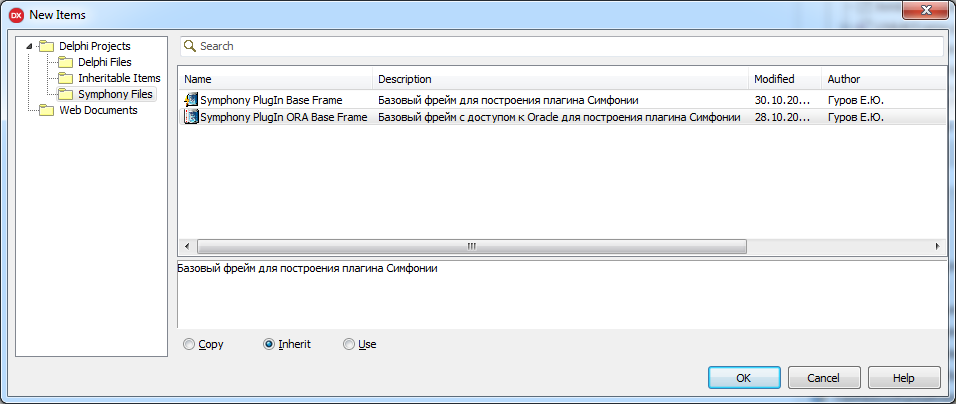 DX New Items
Delphi Projects
Delphi Files
Inheritable Items
Symphony Files
Web Documents
Search
Name Description Modified Author
Symphony PlugIn Base Frame Базовый фрейм для построения плагина Симфонии 30.10.20... Гуров Е.Ю.
Symphony PlugIn ORA Base Frame Базовый фрейм с доступом к Oracle для построения плагина Симфонии 28.10.20... Гуров Е.Ю.
Базовый фрейм для построения плагина Симфонии
Copy Inherit Use
OK Cancel Help